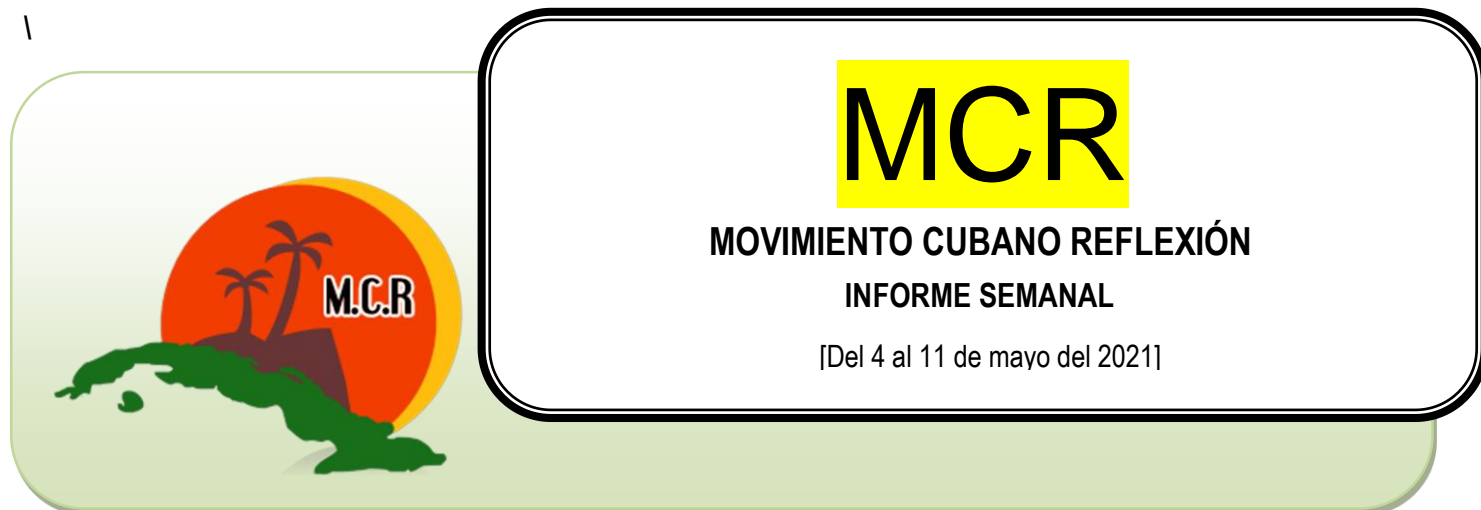 \
MCR
MOVIMIENTO CUBANO REFLEXIÓN
INFORME SEMANAL
[Del 4 al 11 de mayo del 2021]
M.C.R